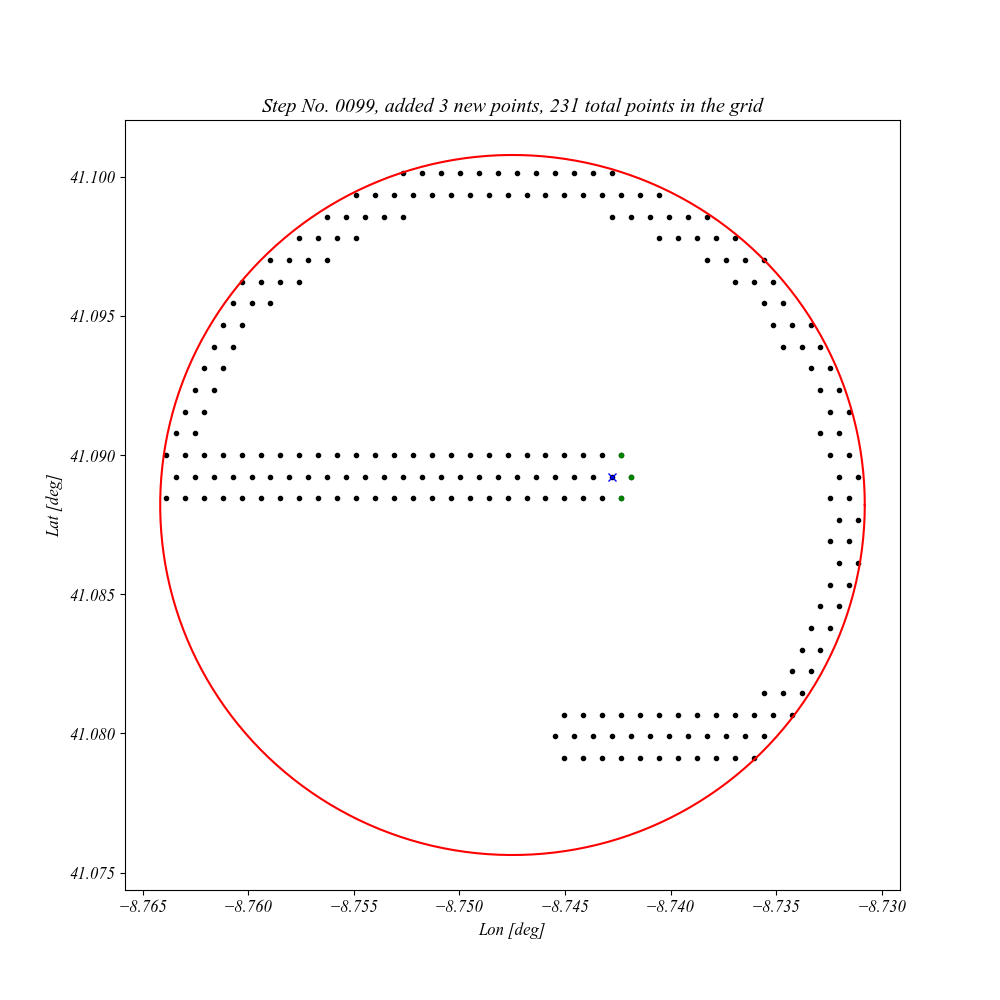 Step No. 0099, added 3 new points, 231 total points in the grid
41.100
41.095
41.090
41.085
41.080
41.075
Lat [deg]
−8.765 −8.760 −8.755 −8.750 −8.745 −8.740 −8.735 −8.730
Lon [deg]